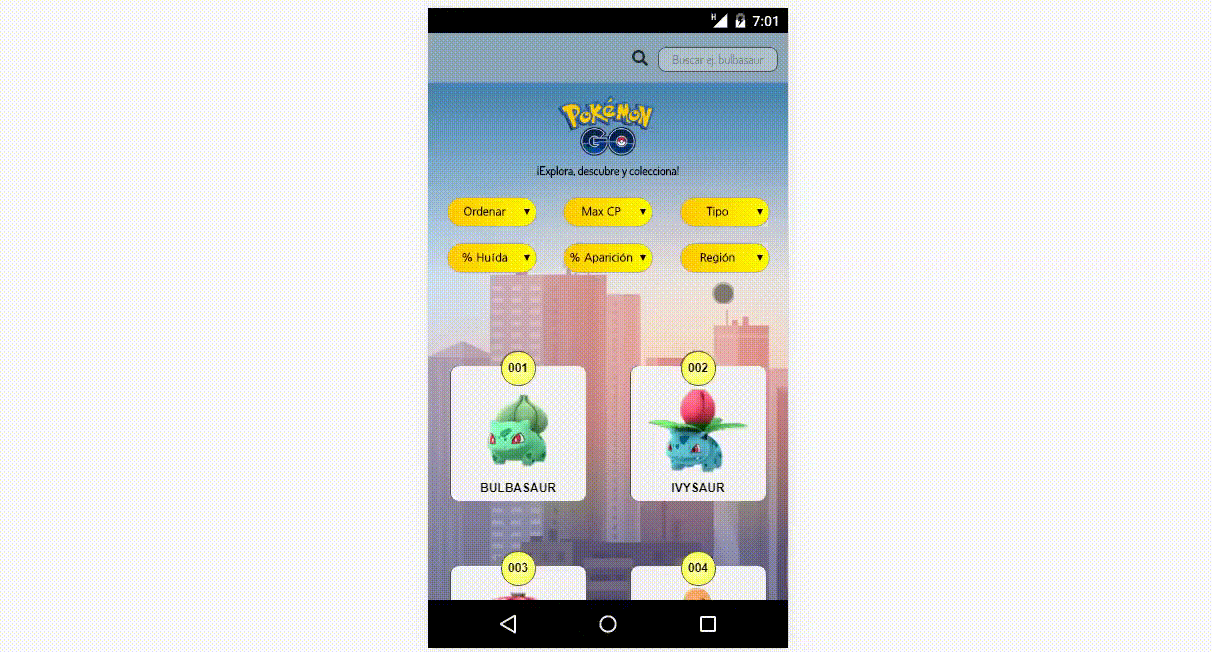 H 7:01
Buscar ej. bulbasaur
POKéMON
GO
¡Explora, descubre y colecciona!
Ordenar ▼ Max CP ▼ Tipo ▼
% Huída ▼ % Aparición ▼ Región ▼
001 002
BULBASAUR IVYSAUR
003 004